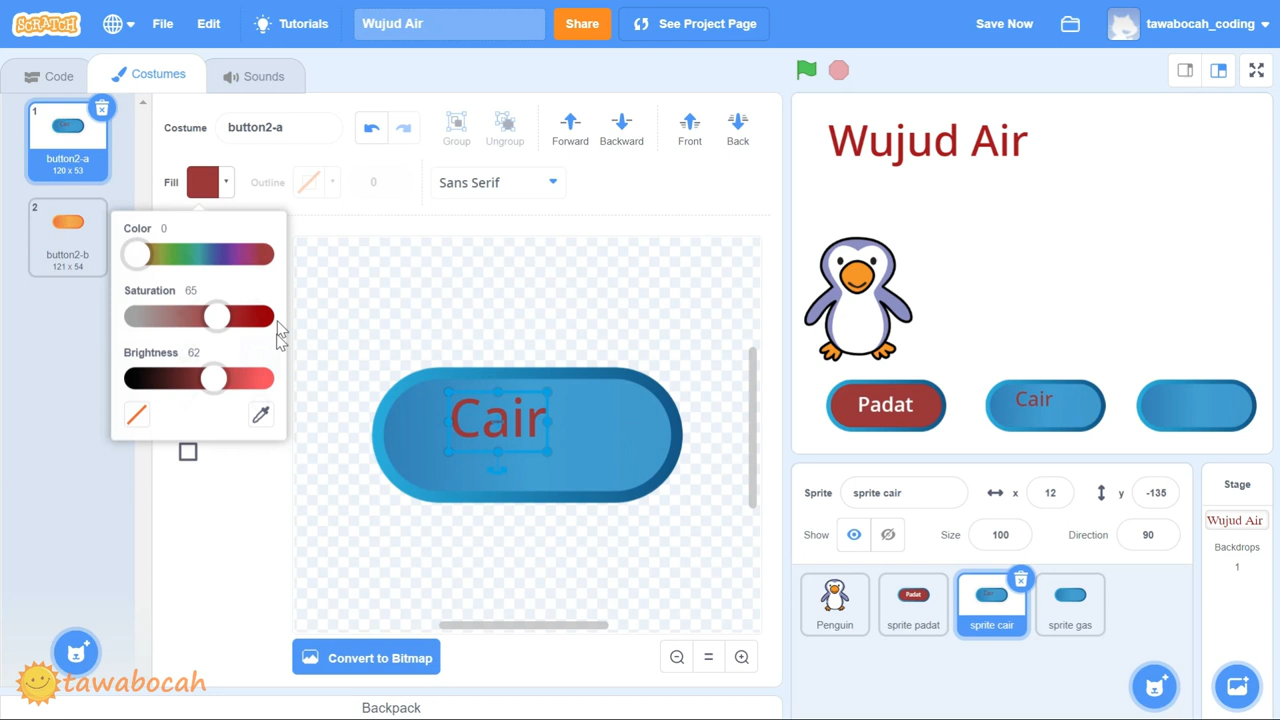 SCRATCH File Edit Tutorials Wujud Air Share See Project Page Save Now tawabocah_coding
Code Costumes Sounds
1
button2-a
120 x 53
2
button2-b
121 x 54
Costume button2-a Group Ungroup Forward Backward Front Back
Fill Outline 0 Sans Serif
Color 0
Saturation 65
Brightness 62
Cair
Convert to Bitmap
Backpack
tawabocah
Wujud Air
Padat Cair
Sprite sprite cair x 12 y -135
Show Size 100 Direction 90
Padat Cair
Penguin sprite padat sprite cair sprite gas
Stage
Wujud Air
Backdrops
1